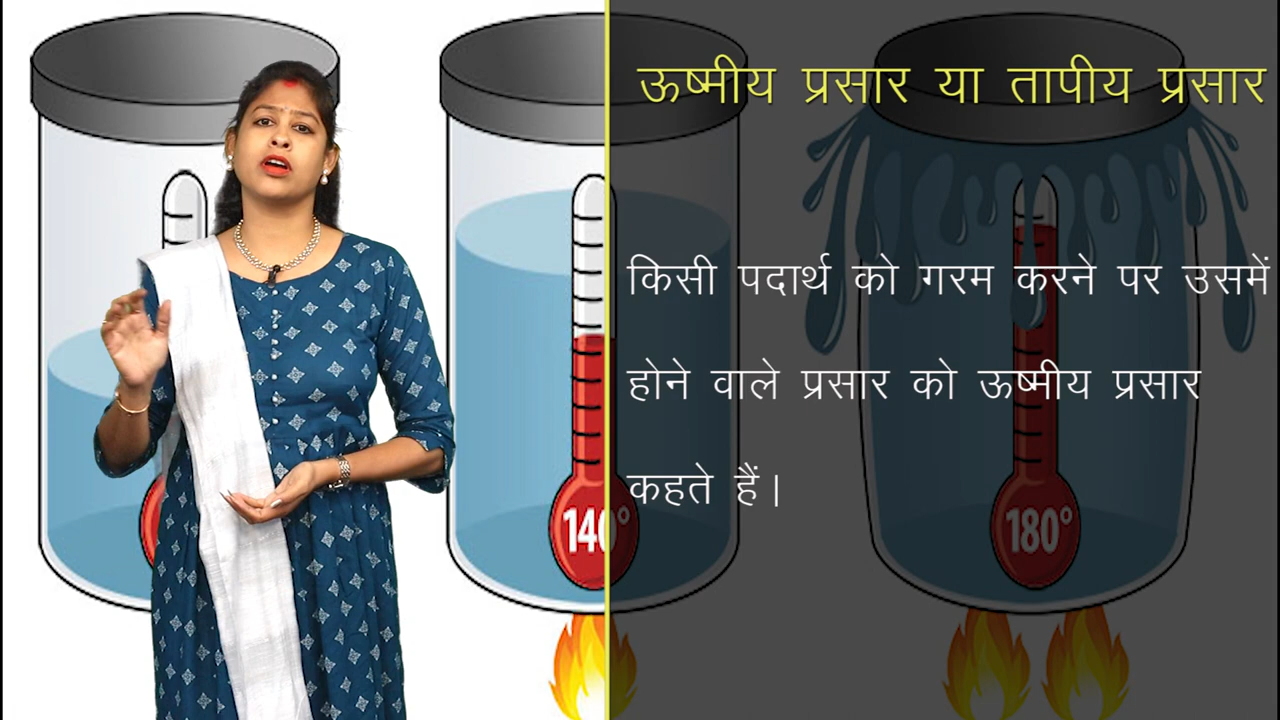 ऊष्मीय प्रसार या तापीय प्रसार
किसी पदार्थ को गरम करने पर उसमें
होने वाले प्रसार को ऊष्मीय प्रसार
कहते हैं।
140°
180°